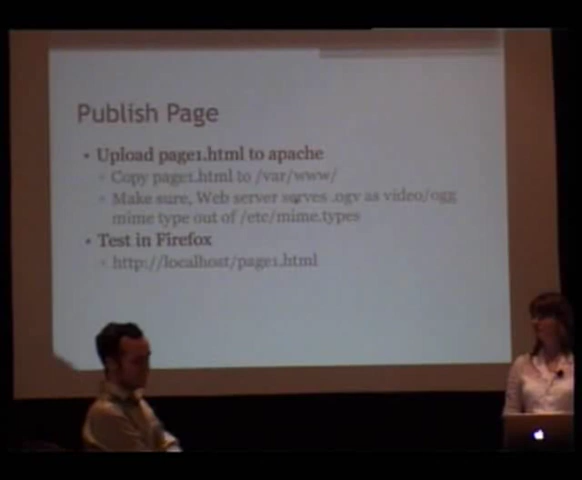 Publish Page
• Upload page1.html to apache
Copy page1.html to /var/www/
Make sure, Web server serves .ogv as video/ogg
mime type out of /etc/mime.types
• Test in Firefox
http://localhost/page1.html